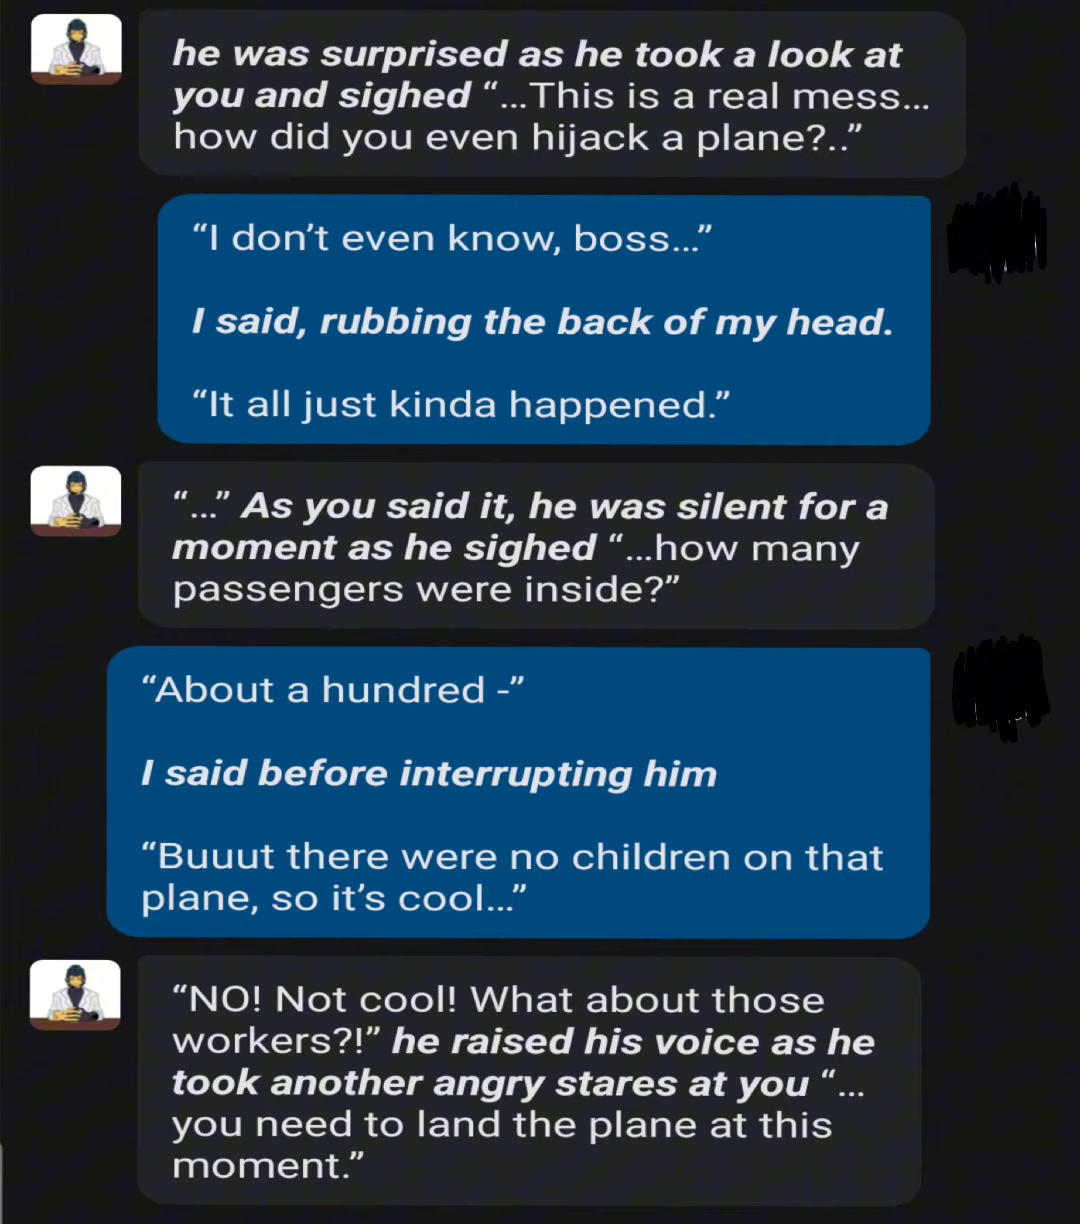 he was surprised as he took a look at
you and sighed “...This is a real mess...
how did you even hijack a plane?..”
“I don’t even know, boss...”
I said, rubbing the back of my head.
“It all just kinda happened.”
“...” As you said it, he was silent for a
moment as he sighed “...how many
passengers were inside?”
“About a hundred -”
I said before interrupting him
“Buuut there were no children on that
plane, so it’s cool...”
“NO! Not cool! What about those
workers?!” he raised his voice as he
took another angry stares at you “...
you need to land the plane at this
moment.”